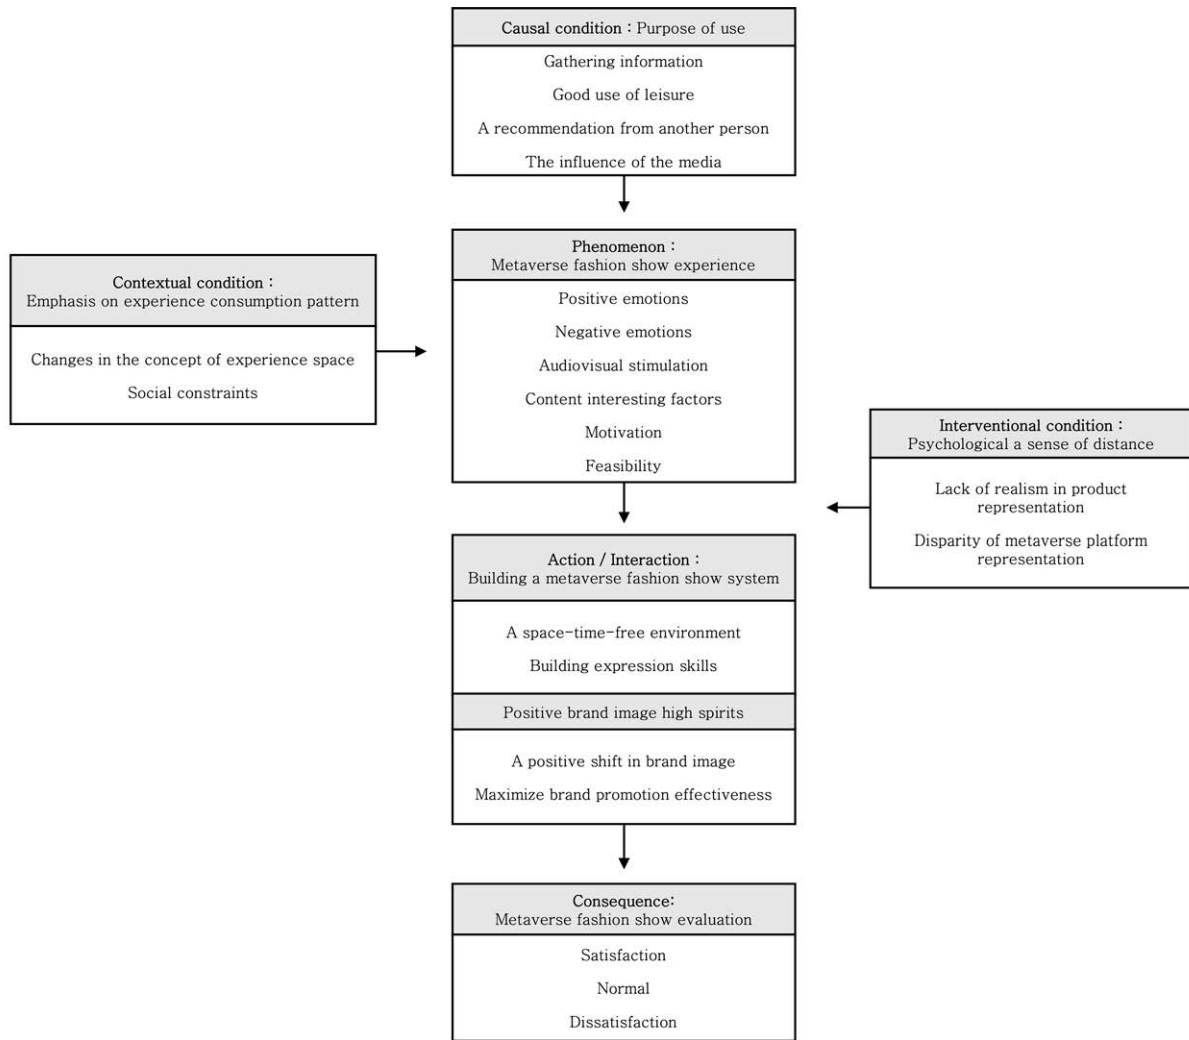 Causal condition : Purpose of use
Gathering information
Good use of leisure
A recommendation from another person
The influence of the media
Phenomenon :
Metaverse fashion show experience
Positive emotions
Negative emotions
Audiovisual stimulation
Content interesting factors
Motivation
Feasibility
Contextual condition :
Emphasis on experience consumption pattern
Changes in the concept of experience space
Social constraints
Interventional condition :
Psychological a sense of distance
Lack of realism in product
representation
Disparity of metaverse platform
representation
Action / Interaction :
Building a metaverse fashion show system
A space-time-free environment
Building expression skills
Positive brand image high spirits
A positive shift in brand image
Maximize brand promotion effectiveness
Consequence:
Metaverse fashion show evaluation
Satisfaction
Normal
Dissatisfaction